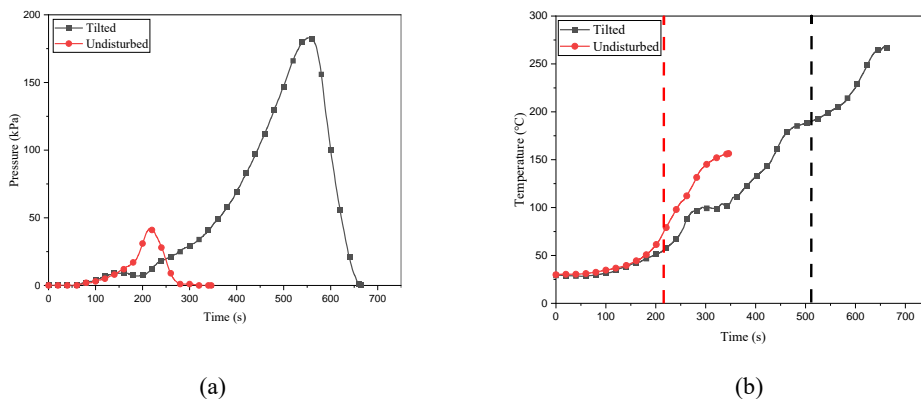 200
150
100
50
0
Pressure (kPa)
Tilted
Undisturbed
0 100 200 300 400 500 600 700
Time (s)
(a)
300
250
200
150
100
50
0
Temperature (°C)
Tilted
Undisturbed
0 100 200 300 400 500 600 700
Time (s)
(b)